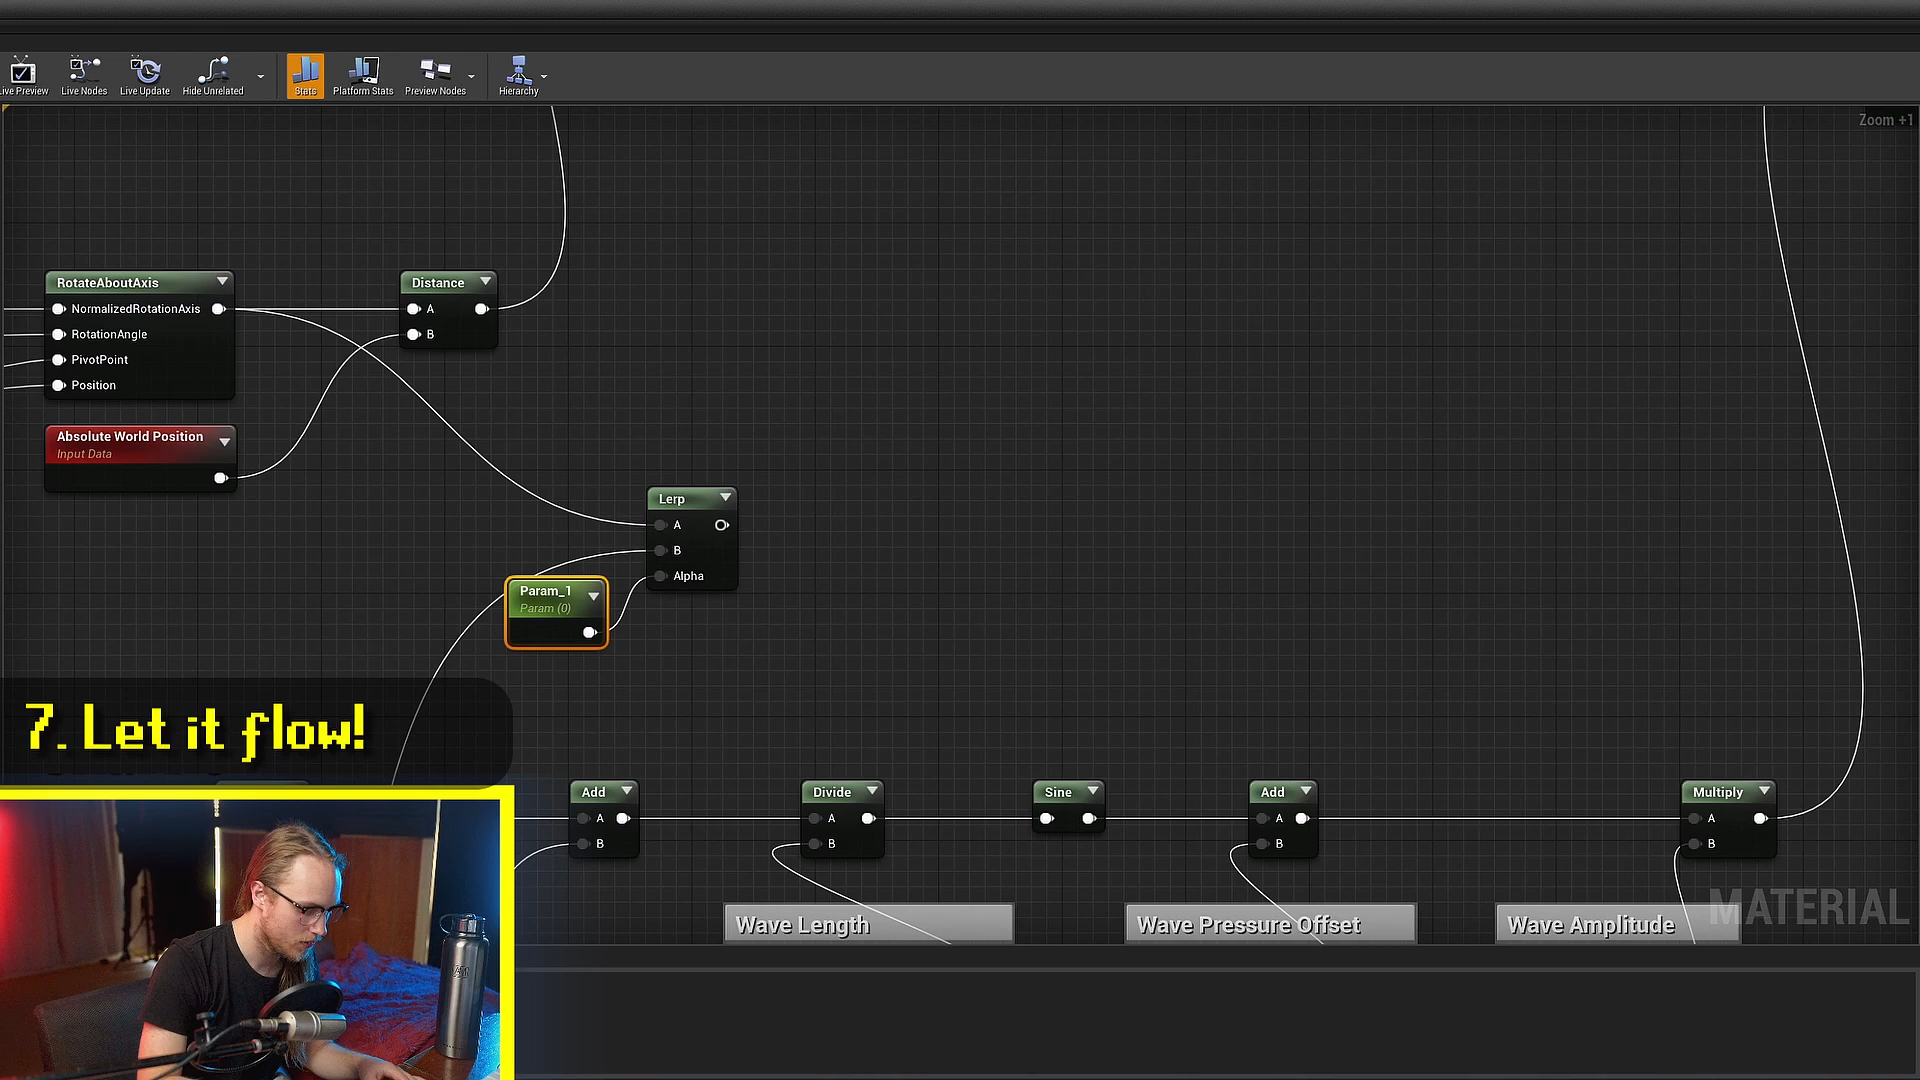 Live Preview
Live Nodes
Live Update
Hide Unrelated
Stats
Platform Stats
Preview Nodes
Hierarchy
Zoom +1
RotateAboutAxis
NormalizedRotationAxis
RotationAngle
PivotPoint
Position
Distance
A
B
Absolute World Position
Input Data
Lerp
A
B
Alpha
Param_1
Param (0)
7. Let it flow!
Add
A
B
Divide
A
B
Sine
Add
A
B
Multiply
A
B
Wave Length
Wave Pressure Offset
Wave Amplitude
MATERIAL